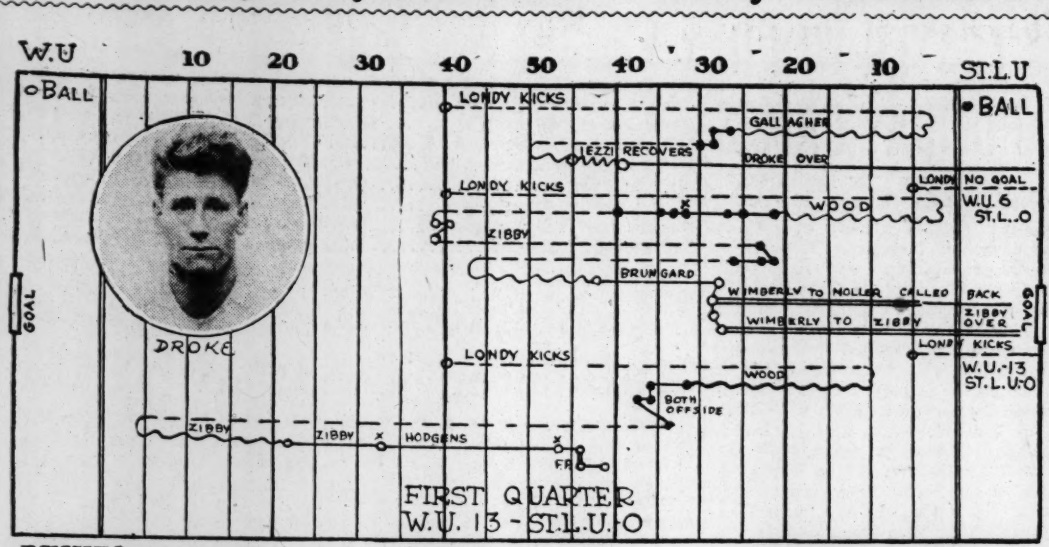 W.U 10 20 30 40 50 40 30 20 10 ST.L.U
BALL
LONDY KICKS
BALL
GALLAGHER
IEZZI RECOVERS
DROKE OVER
LONDY NO GOAL
W.U. 6
ST.L..O
LONDY KICKS
WOOD
ZIBBY
BRUNGARD
WIMBERLY TO NOLLER CALLED BACK
ZIBBY
OVER
WIMBERLY TO ZIBBY
GOAL
GOAL
DROKE
LONDY KICKS
LONDY KICKS
W.U.-13
ST.L.U.-0
WOOD
BOTH
OFFSIDE
ZIBBY
ZIBBY
X
HODGENS
X
F.P.
FIRST QUARTER
W.U. 13 - ST.L.U.-0